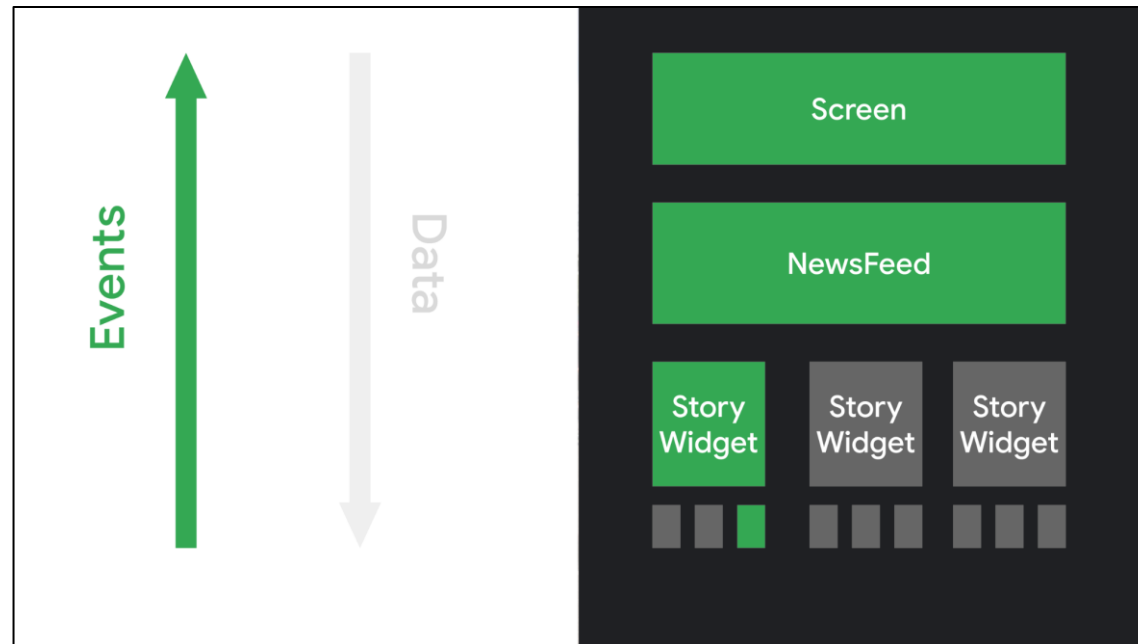 Events
Data
Screen
NewsFeed
Story
Widget
Story
Widget
Story
Widget